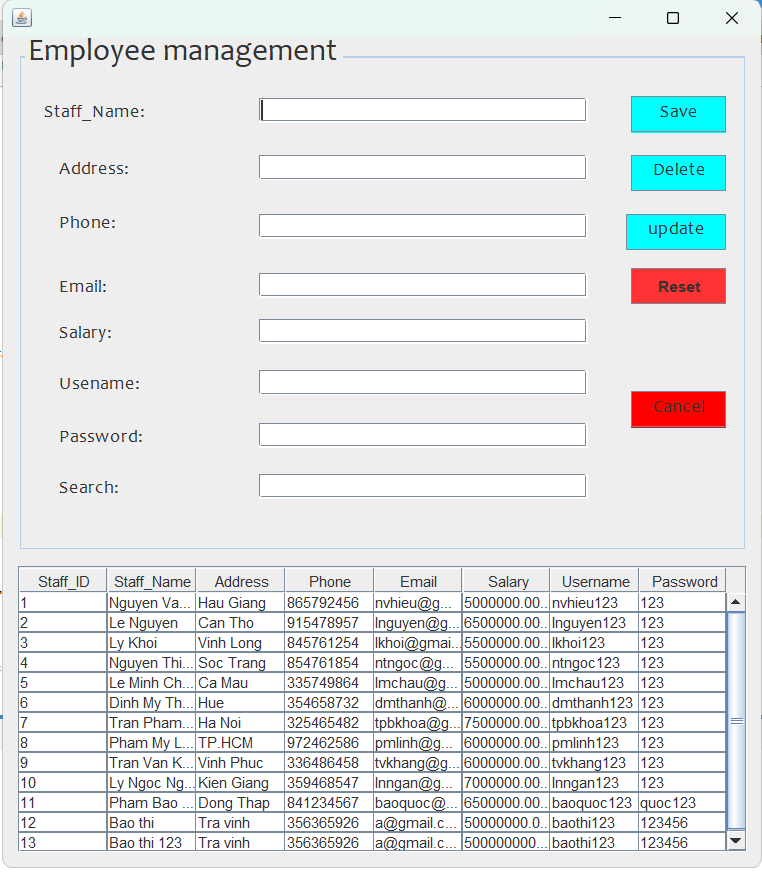 Employee management
Staff_Name:
Save
Address:
Delete
Phone:
update
Email:
Reset
Salary:
Usename:
Cancel
Password:
Search:
Staff_ID Staff_Name Address Phone Email Salary Username Password
1 Nguyen Va... Hau Giang 865792456 nvhieu@g... 5000000.00... nvhieu123 123
2 Le Nguyen Can Tho 915478957 lnguyen@g... 6500000.00... lnguyen123 123
3 Ly Khoi Vinh Long 845761254 lkhoi@gmai... 5500000.00... lkhoi123 123
4 Nguyen Thi... Soc Trang 854761854 ntngoc@g... 5500000.00... ntngoc123 123
5 Le Minh Ch... Ca Mau 335749864 lmchau@g... 5500000.00... lmchau123 123
6 Dinh My Th... Hue 354658732 dmthanh@... 6000000.00... dmthanh123 123
7 Tran Pham... Ha Noi 325465482 tpbkhoa@g... 7500000.00... tpbkhoa123 123
8 Pham My L... TP.HCM 972462586 pmlinh@g... 6000000.00... pmlinh123 123
9 Tran Van K... Vinh Phuc 336486458 tvkhang@g... 6000000.00... tvkhang123 123
10 Ly Ngoc Ng... Kien Giang 359468547 lnngan@g... 7000000.00... lnngan123 123
11 Pham Bao ... Dong Thap 841234567 baoquoc@... 6500000.00... baoquoc123 quoc123
12 Bao thi Tra vinh 356365926 a@gmail.c... 50000000.0... baothi123 123456
13 Bao thi 123 Tra vinh 356365926 a@gmail.c... 500000000... baothi123 123456